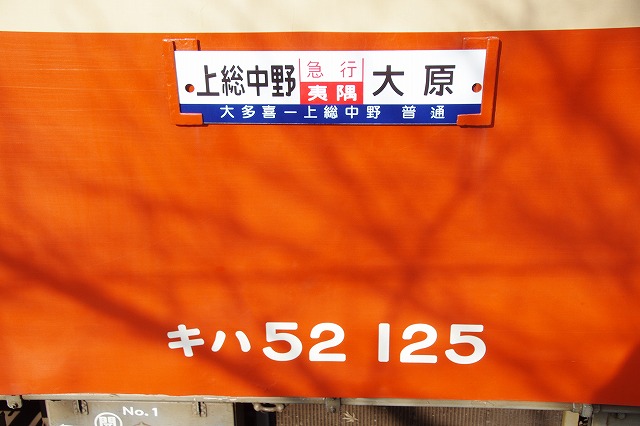 上総中野 急行 大原
夷隅
大多喜－上総中野 普通
キハ52 125
No.1